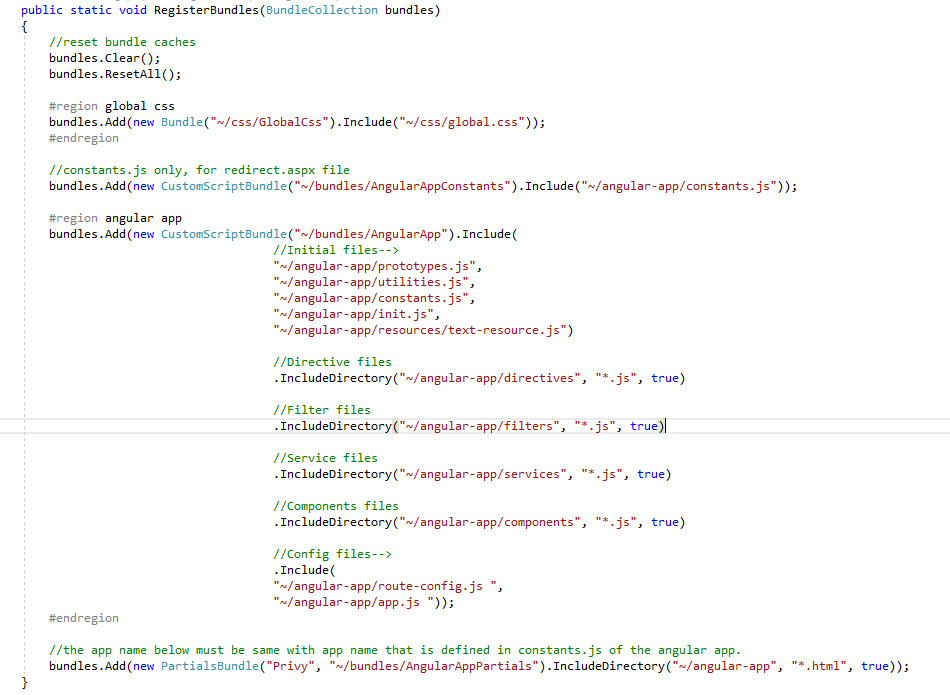 public static void RegisterBundles(BundleCollection bundles)
{
//reset bundle caches
bundles.Clear();
bundles.ResetAll();
#region global css
bundles.Add(new Bundle("~/css/GlobalCss").Include("~/css/global.css"));
#endregion
//constants.js only, for redirect.aspx file
bundles.Add(new CustomScriptBundle("~/bundles/AngularAppConstants").Include("~/angular-app/constants.js"));
#region angular app
bundles.Add(new CustomScriptBundle("~/bundles/AngularApp").Include(
//Initial files-->
"~/angular-app/prototypes.js",
"~/angular-app/utilities.js",
"~/angular-app/constants.js",
"~/angular-app/init.js",
"~/angular-app/resources/text-resource.js")
//Directive files
.IncludeDirectory("~/angular-app/directives", "*.js", true)
//Filter files
.IncludeDirectory("~/angular-app/filters", "*.js", true)
//Service files
.IncludeDirectory("~/angular-app/services", "*.js", true)
//Components files
.IncludeDirectory("~/angular-app/components", "*.js", true)
//Config files-->
.Include(
"~/angular-app/route-config.js ",
"~/angular-app/app.js "));
#endregion
//the app name below must be same with app name that is defined in constants.js of the angular app.
bundles.Add(new PartialsBundle("Privy", "~/bundles/AngularAppPartials").IncludeDirectory("~/angular-app", "*.html", true));
}